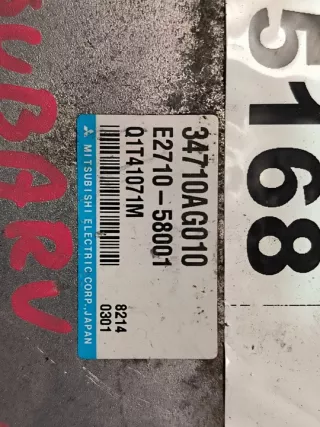 SUBARU
34710AG010
E2710-58001
Q1T41071M
8214
0301
MITSUBISHI ELECTRIC CORP., JAPAN
5168